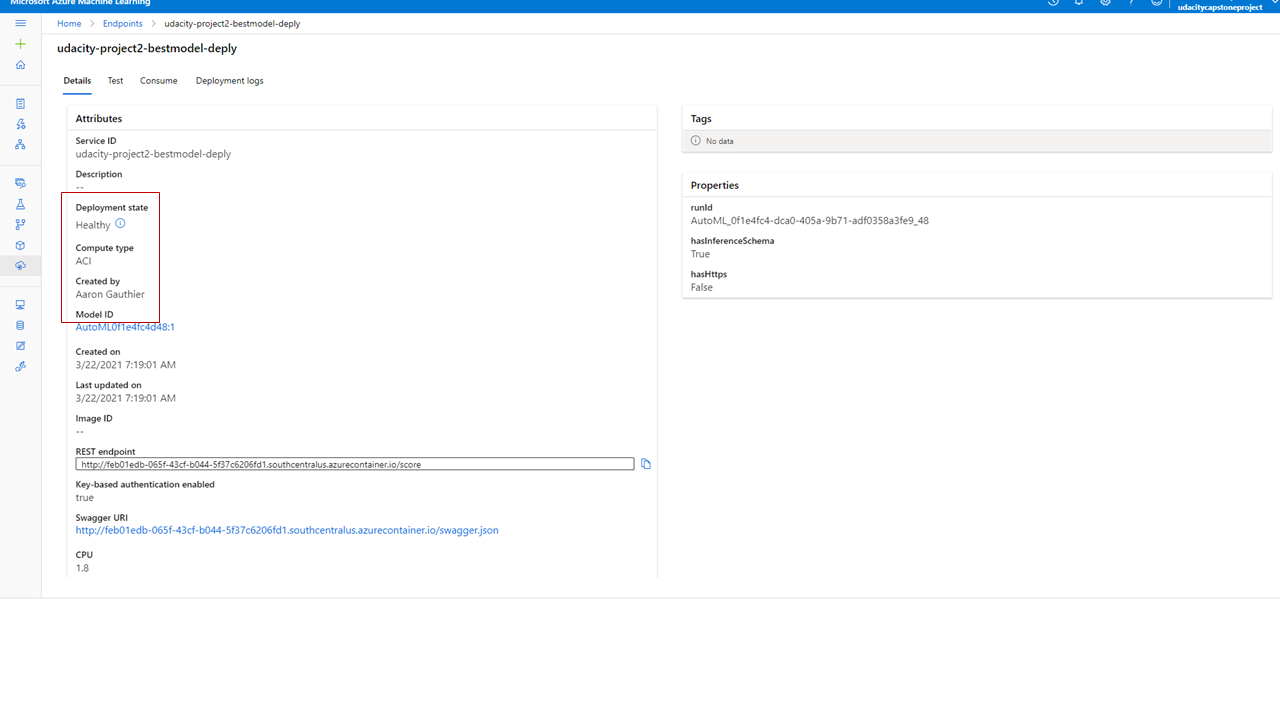 Microsoft Azure Machine Learning
udacitycapstoneproject
Home > Endpoints > udacity-project2-bestmodel-deply
udacity-project2-bestmodel-deply
Details Test Consume Deployment logs
Attributes
Service ID
udacity-project2-bestmodel-deply
Description
--
Deployment state
Healthy
Compute type
ACI
Created by
Aaron Gauthier
Model ID
AutoML0f1e4fc4d48:1
Created on
3/22/2021 7:19:01 AM
Last updated on
3/22/2021 7:19:01 AM
Image ID
--
REST endpoint
http://feb01edb-065f-43cf-b044-5f37c6206fd1.southcentralus.azurecontainer.io/score
Key-based authentication enabled
true
Swagger URI
http://feb01edb-065f-43cf-b044-5f37c6206fd1.southcentralus.azurecontainer.io/swagger.json
CPU
1.8
Tags
No data
Properties
runId
AutoML_0f1e4fc4-dca0-405a-9b71-adf0358a3fe9_48
hasInferenceSchema
True
hasHttps
False